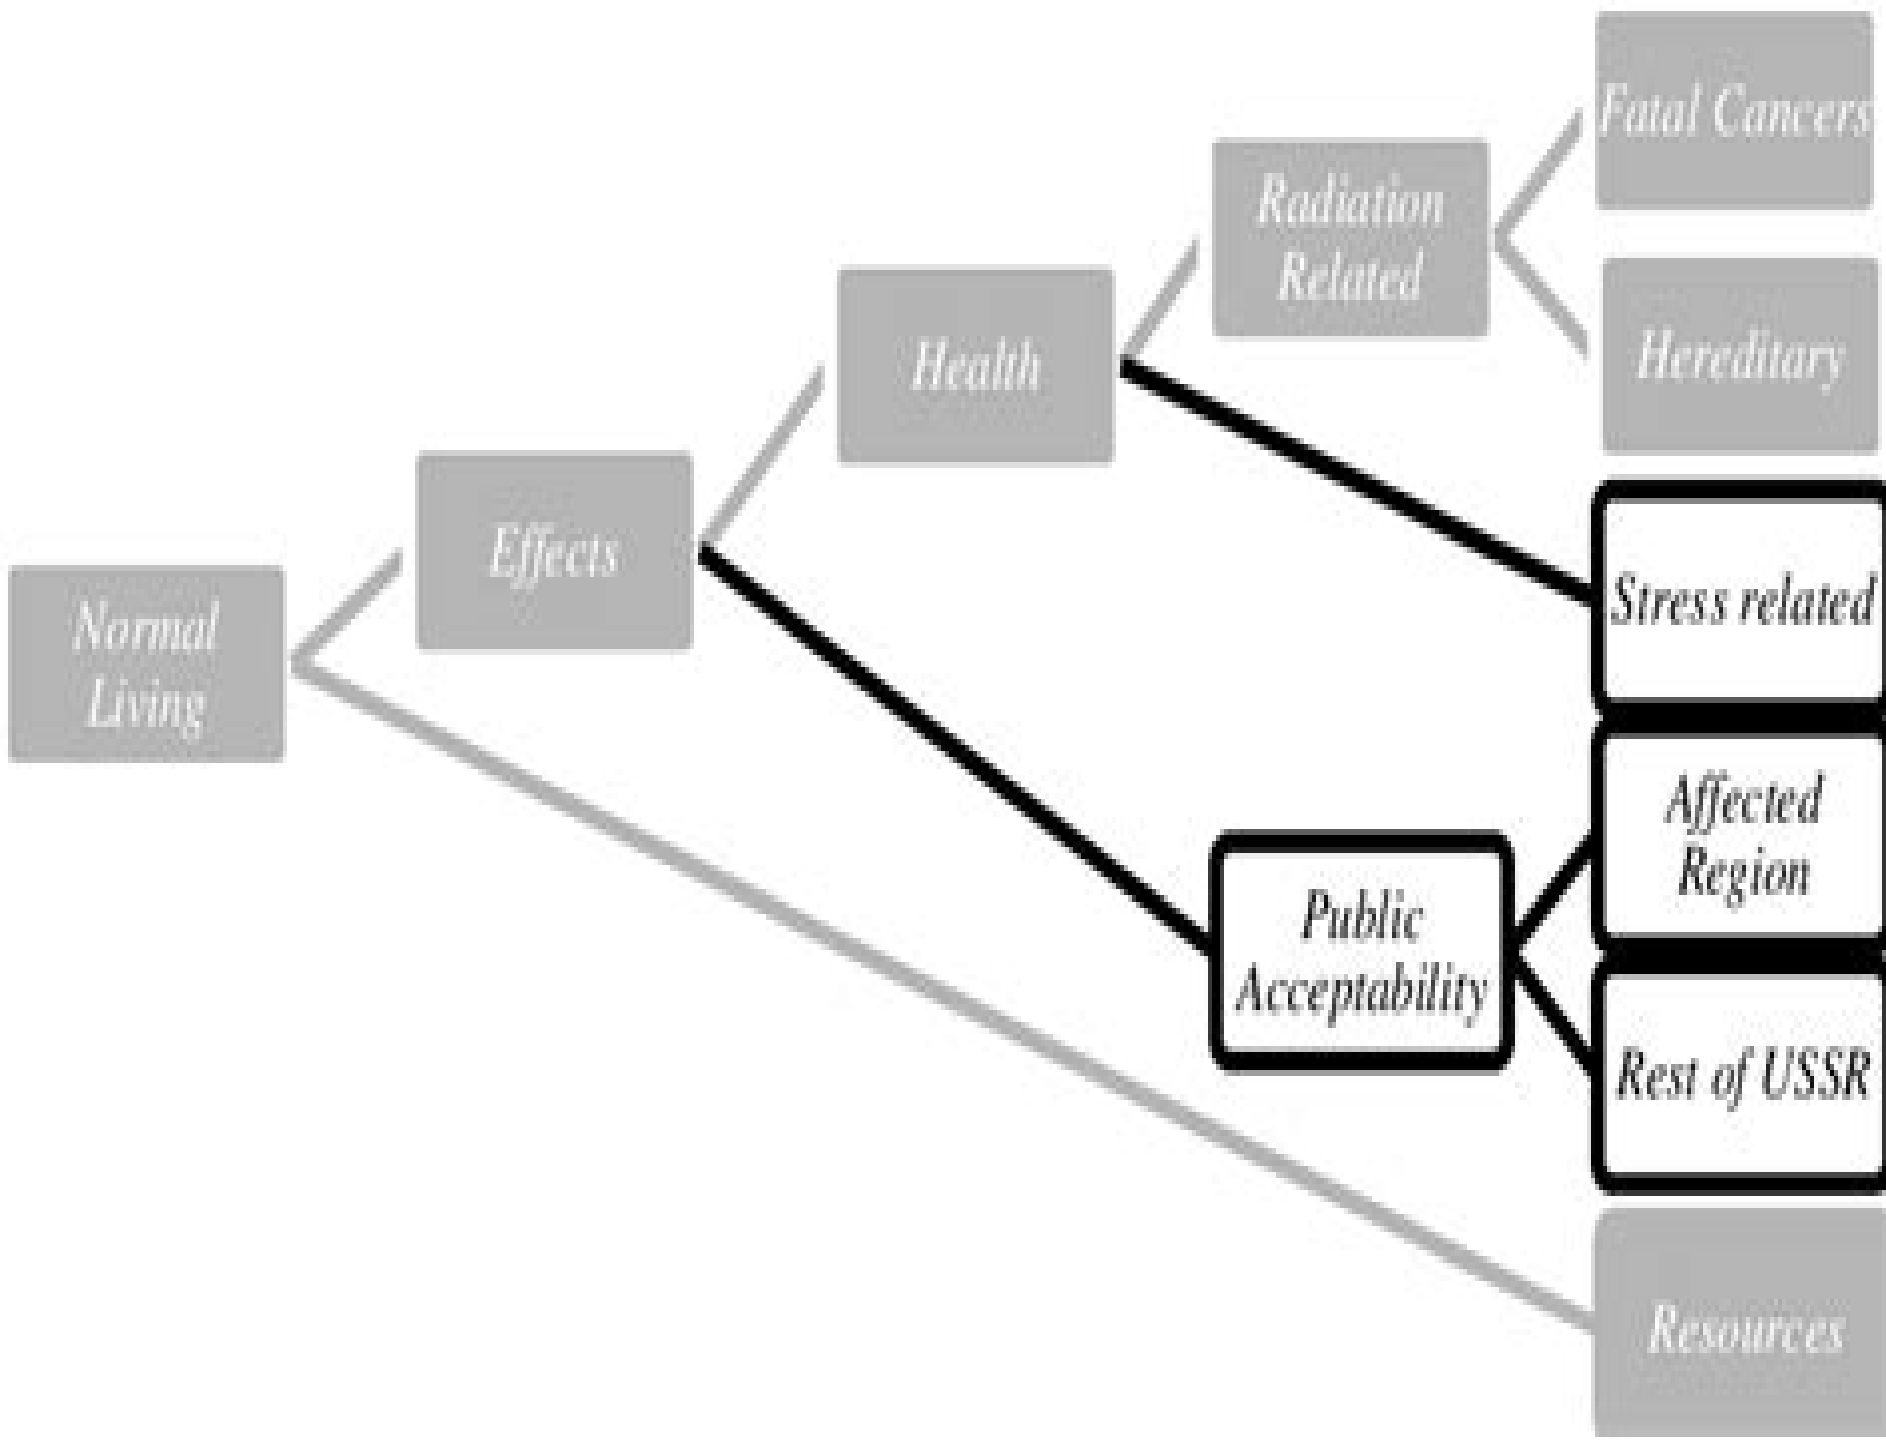 Fatal Cancers
Radiation
Related
Hereditary
Health
Effects
Stress related
Normal
Living
Affected
Region
Public
Acceptability
Rest of USSR
Resources